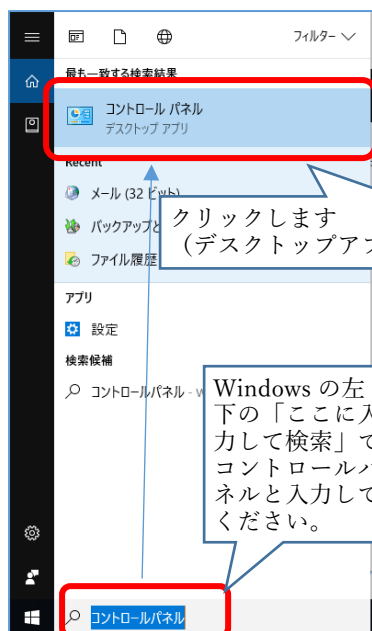 フィルター
最も一致する検索結果
コントロール パネル
デスクトップ アプリ
Recent
メール (32 ビット)
バックアップと
ファイル履歴
クリックします
（デスクトップアプ
アプリ
設定
検索候補
コントロールパネル - w
Windows の左
下の「ここに入
力して検索」で
コントロールパ
ネルと入力して
ください。
コントロールパネル